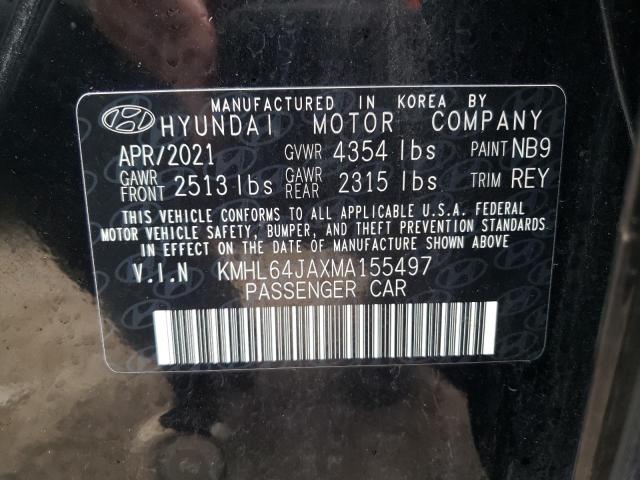 MANUFACTURED IN KOREA BY
HYUNDAI MOTOR COMPANY
APR/2021 GVWR 4354 lbs PAINT NB9
GAWR FRONT 2513 lbs GAWR REAR 2315 lbs TRIM REY
THIS VEHICLE CONFORMS TO ALL APPLICABLE U.S.A. FEDERAL
MOTOR VEHICLE SAFETY, BUMPER, AND THEFT PREVENTION STANDARDS
IN EFFECT ON THE DATE OF MANUFACTURE SHOWN ABOVE.
V.I.N KMHL64JAXMA155497
PASSENGER CAR